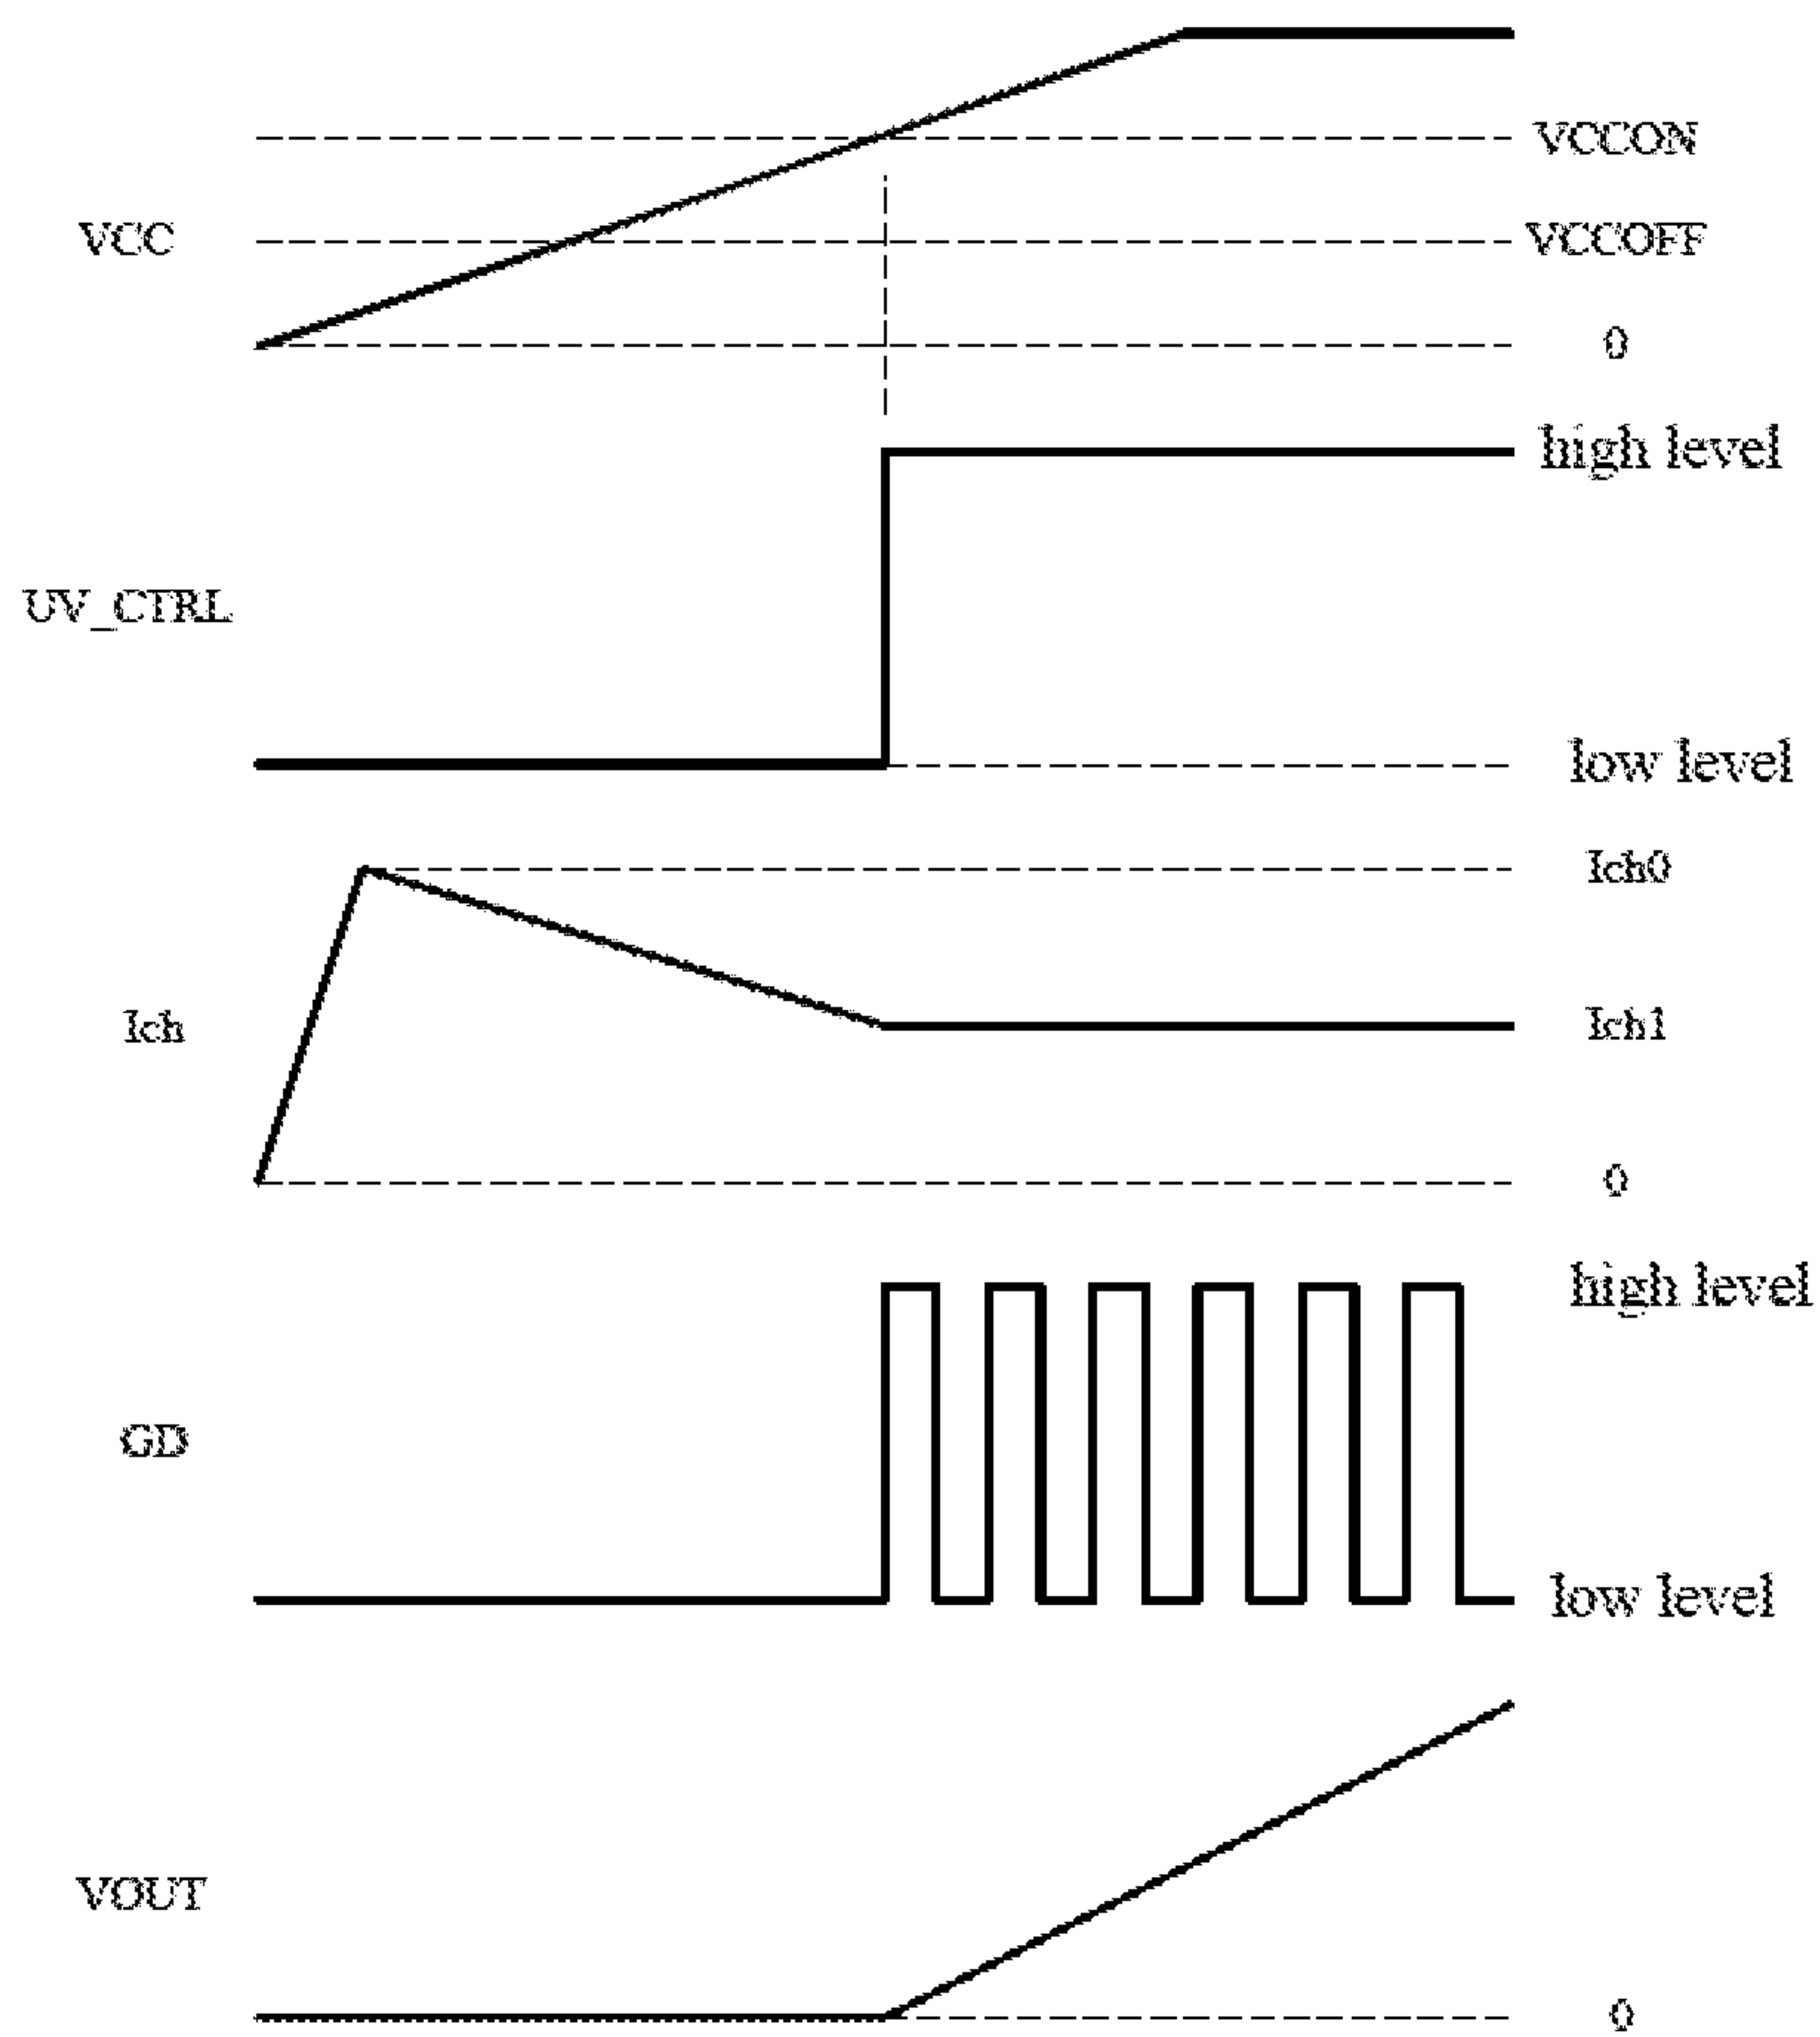 VCCON
VCC
VCCOFF
0
high level
UV_CTRL
low level
Ich0
Ich
Ich1
0
high level
GD
low level
VOUT
0